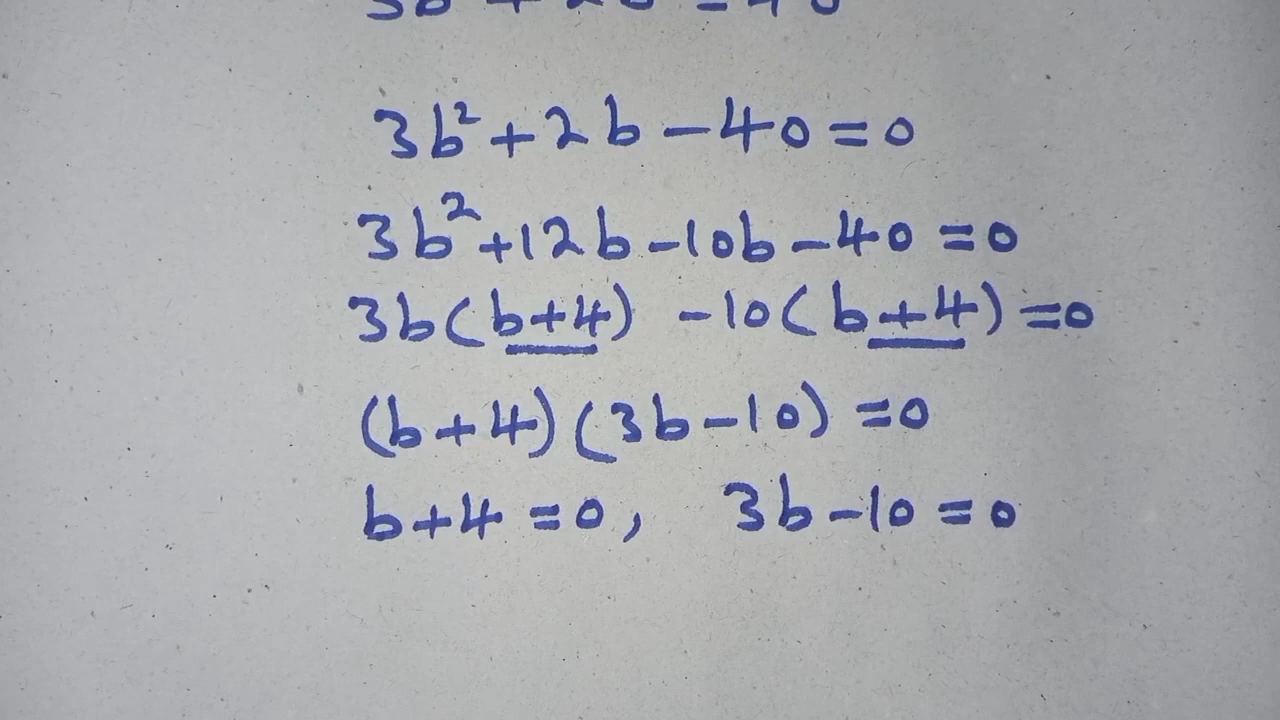 3b²+2b-40=0
3b²+12b-10b-40=0
3b(b+4) -10(b+4)=0
(b+4)(3b-10)=0
b+4=0, 3b-10=0